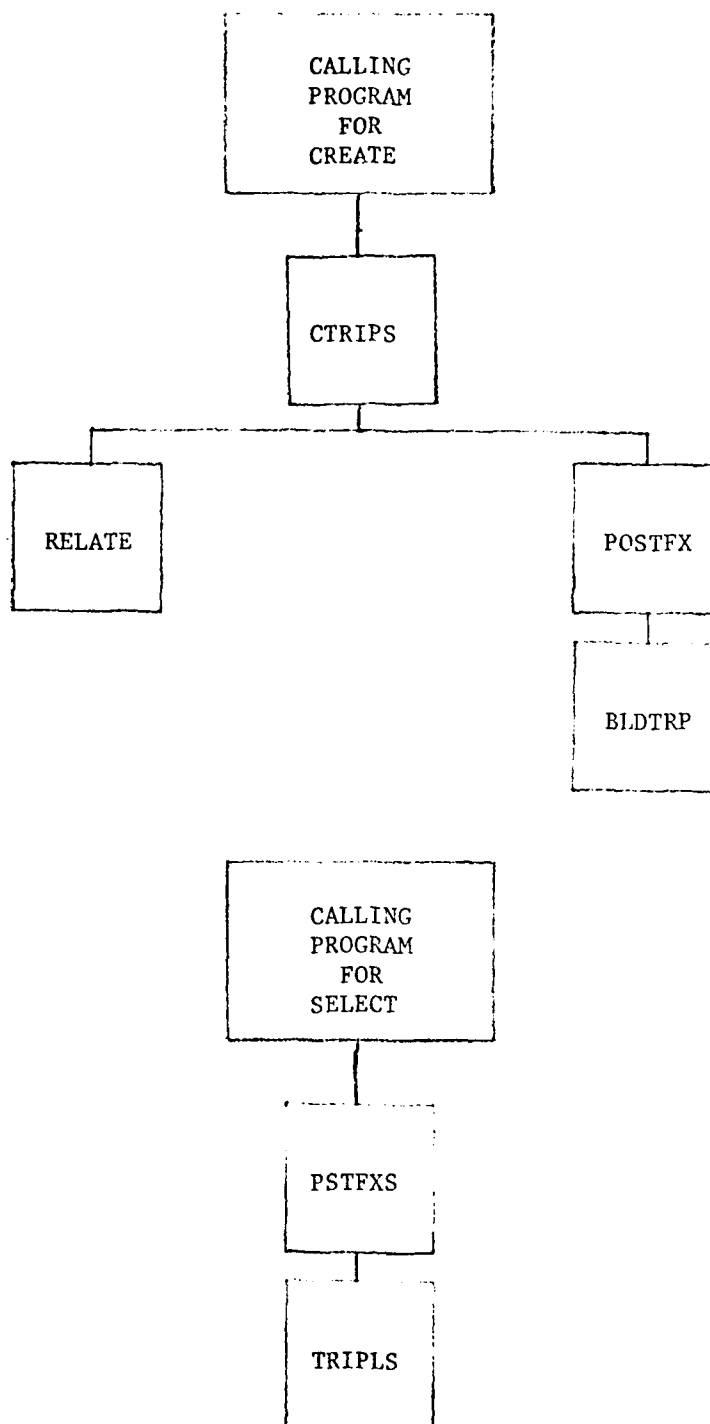 CALLING
PROGRAM
FOR
CREATE
CTRIPS
RELATE
POSTFX
BLDTRP
CALLING
PROGRAM
FOR
SELECT
PSTFXS
TRIPLS